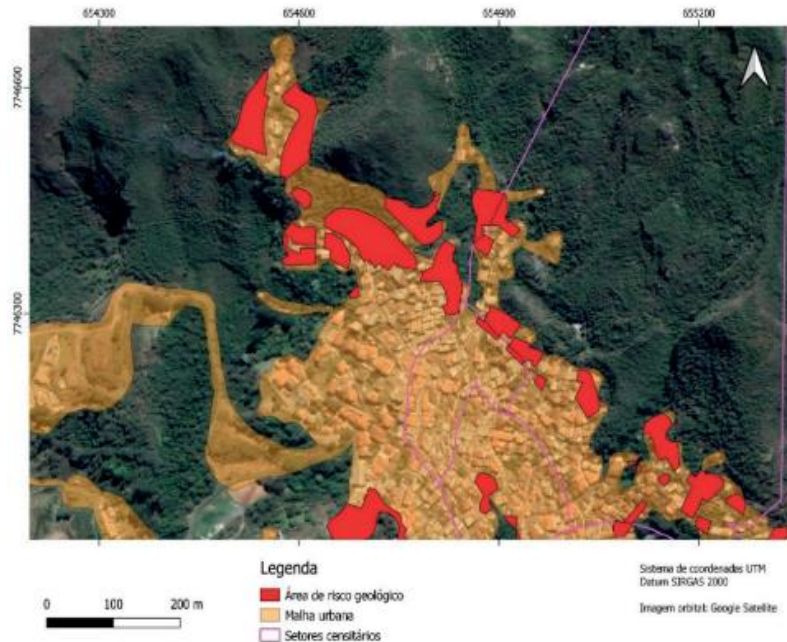 654300 654600 654900 655200
7746600
7746300
Legenda
Área de risco geológico
Malha urbana
Setores censitários
0 100 200 m
Sistema de coordenadas UTM
Datum SIRGAS 2000
Imagem orbital: Google Satellite